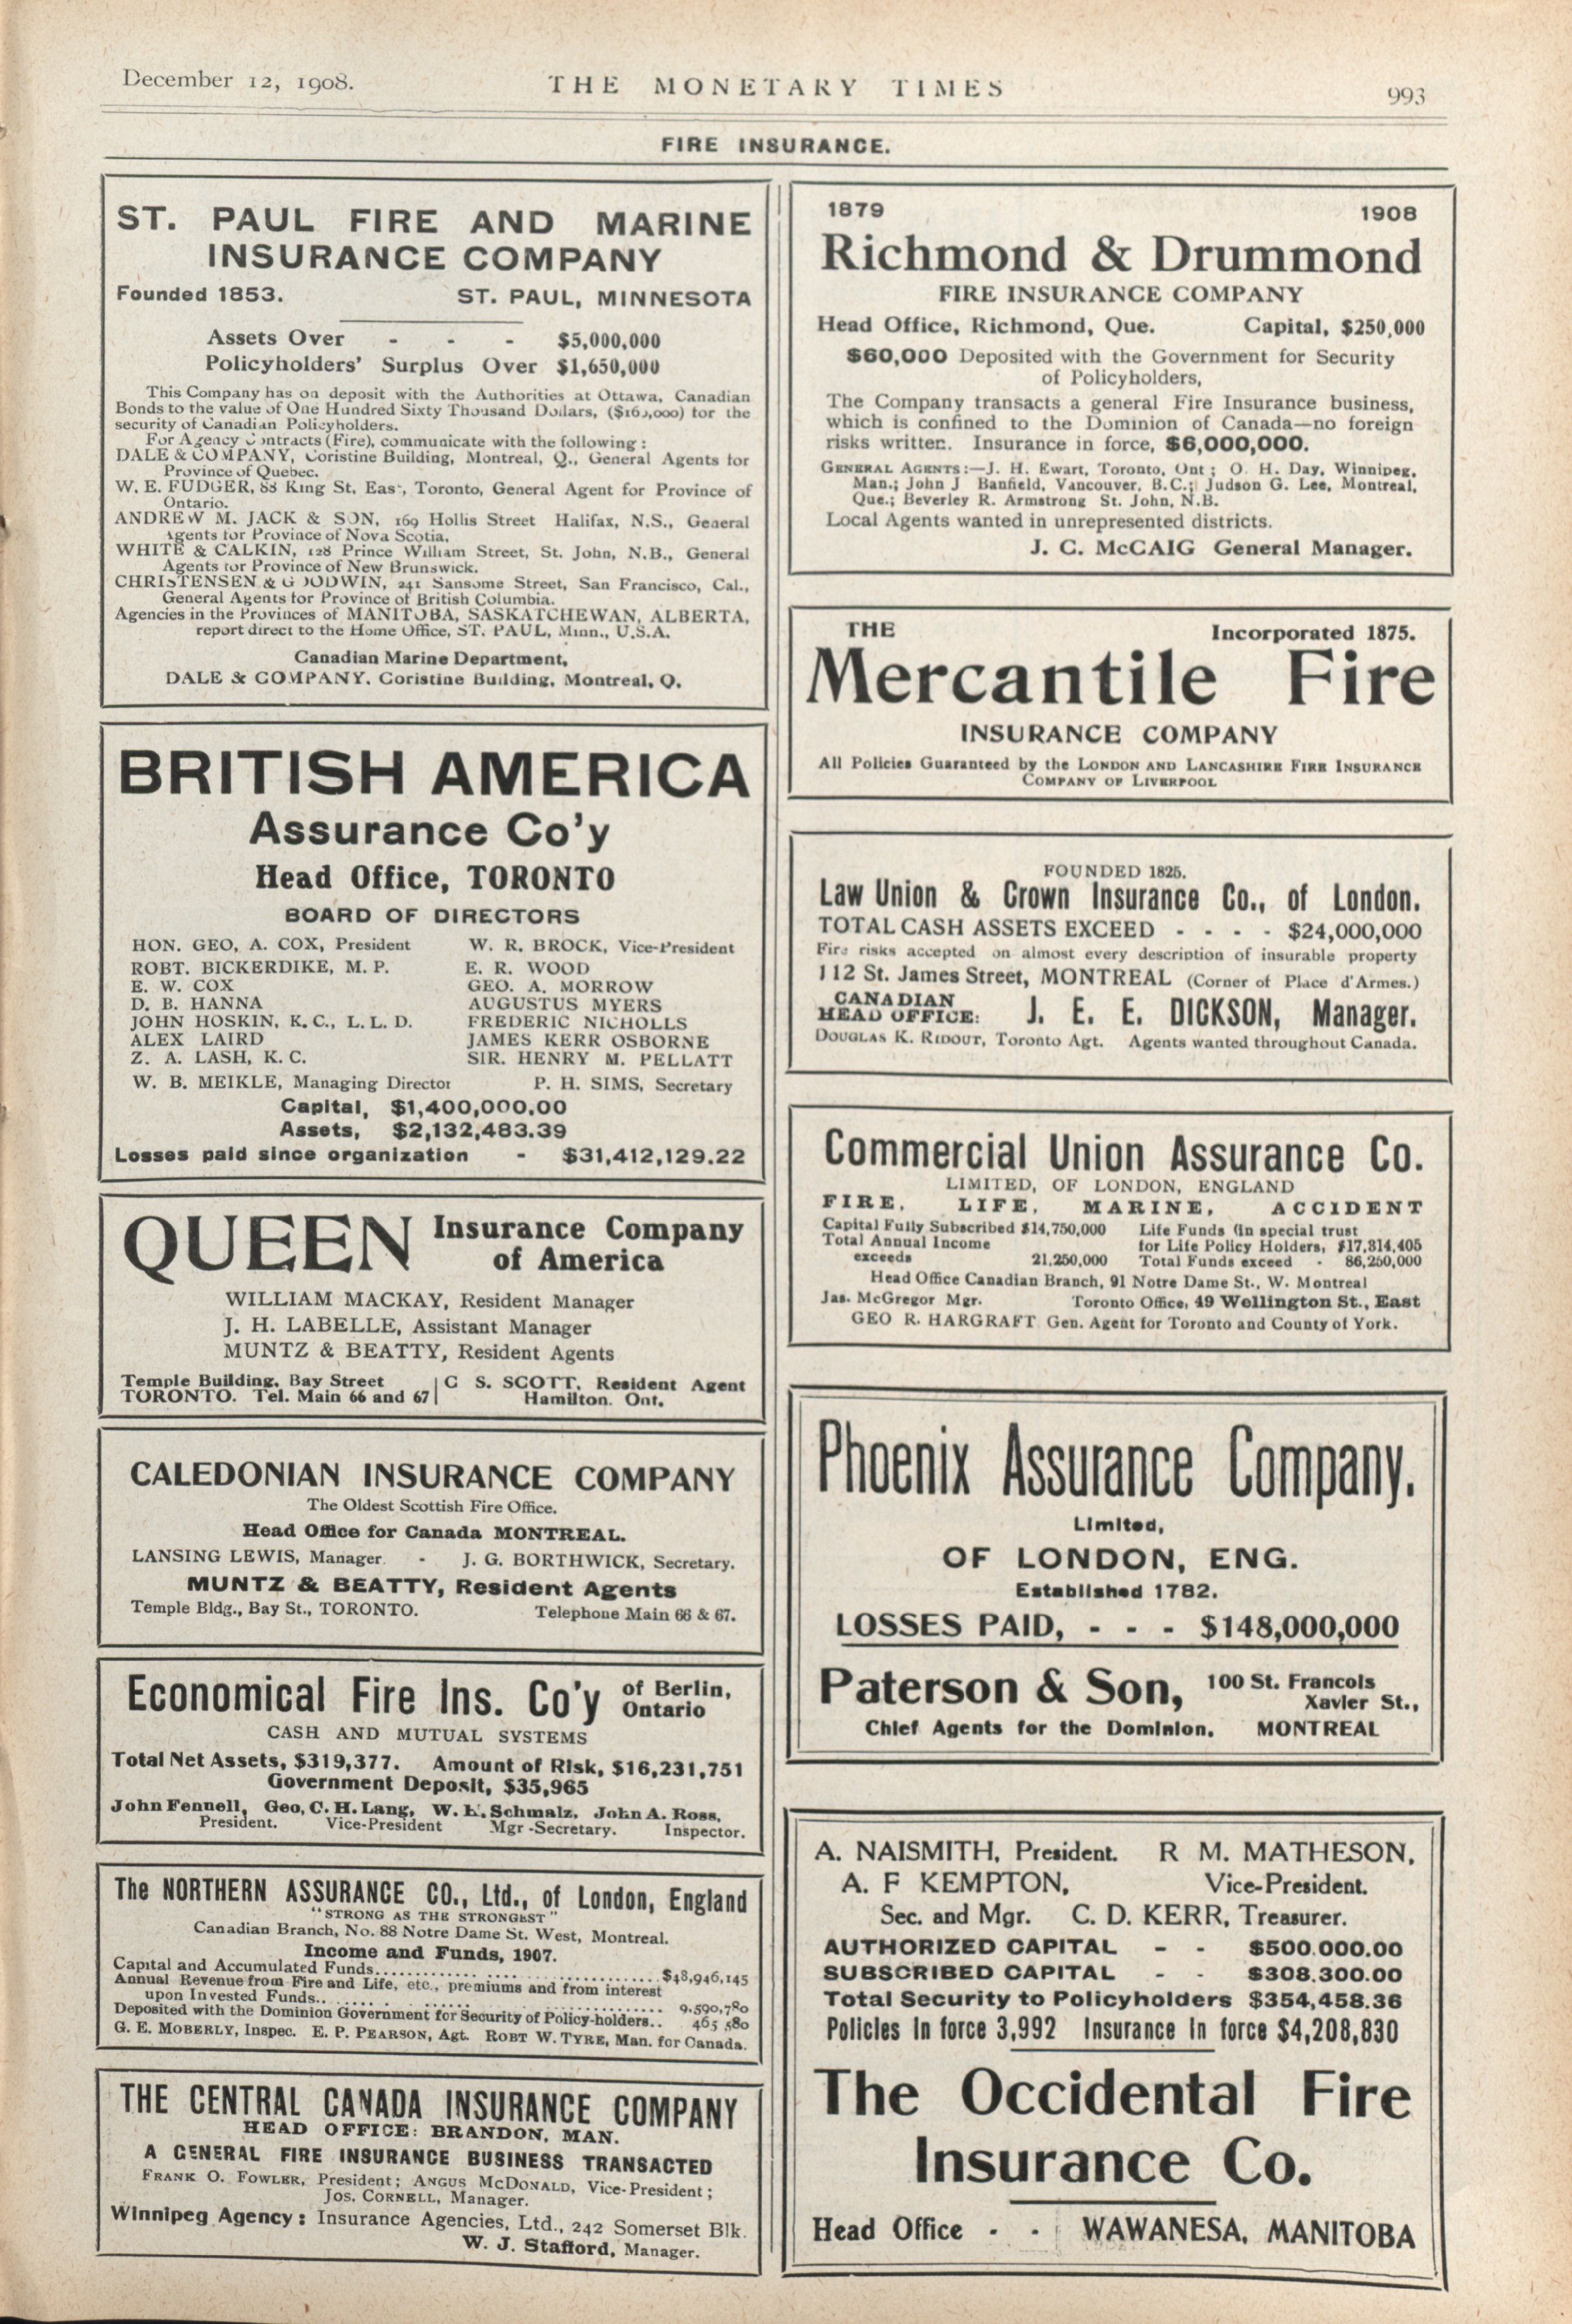 December 12, 1908.
THE MONETARY TIMES
993
FIRE INSURANCE.
ST. PAUL FIRE AND MARINE
INSURANCE COMPANY
Founded 1853. ST. PAUL, MINNESOTA
Assets Over - - - $5,000,000
Policyholders' Surplus Over $1,650,000
This Company has on deposit with the Authorities at Ottawa, Canadian
Bonds to the value of One Hundred Sixty Thousand Dollars, ($160,000) for the
security of Canadian Policyholders.
For Agency Contracts (Fire), communicate with the following:
DALE & COMPANY, Coristine Building, Montreal, Q., General Agents for
Province of Quebec.
W. E. FUDGER, 88 King St. East, Toronto, General Agent for Province of
Ontario.
ANDREW M. JACK & SON, 169 Hollis Street Halifax, N.S., General
Agents for Province of Nova Scotia.
WHITE & CALKIN, 128 Prince William Street, St. John, N.B., General
Agents for Province of New Brunswick.
CHRISTENSEN & GOODWIN, 241 Sansome Street, San Francisco, Cal.,
General Agents for Province of British Columbia.
Agencies in the Provinces of MANITOBA, SASKATCHEWAN, ALBERTA,
report direct to the Home Office, ST. PAUL, Minn., U.S.A.
Canadian Marine Department,
DALE & COMPANY. Coristine Building, Montreal, Q.
BRITISH AMERICA
Assurance Co'y
Head Office, TORONTO
BOARD OF DIRECTORS
HON. GEO, A. COX, President W. R. BROCK, Vice-President
ROBT. BICKERDIKE, M. P. E. R. WOOD
E. W. COX GEO. A. MORROW
D. B. HANNA AUGUSTUS MYERS
JOHN HOSKIN, K. C., L. L. D. FREDERIC NICHOLLS
ALEX LAIRD JAMES KERR OSBORNE
Z. A. LASH, K. C. SIR. HENRY M. PELLATT
W. B. MEIKLE, Managing Director P. H. SIMS, Secretary
Capital, $1,400,000.00
Assets, $2,132,483.39
Losses paid since organization - $31,412,129.22
QUEEN Insurance Company
of America
WILLIAM MACKAY, Resident Manager
J. H. LABELLE, Assistant Manager
MUNTZ & BEATTY, Resident Agents
Temple Building, Bay Street C S. SCOTT, Resident Agent
TORONTO. Tel. Main 66 and 67 Hamilton. Ont.
CALEDONIAN INSURANCE COMPANY
The Oldest Scottish Fire Office.
Head Office for Canada MONTREAL.
LANSING LEWIS, Manager. - J. G. BORTHWICK, Secretary.
MUNTZ & BEATTY, Resident Agents
Temple Bldg., Bay St., TORONTO. Telephone Main 66 & 67.
Economical Fire Ins. Co'y of Berlin,
Ontario
CASH AND MUTUAL SYSTEMS
Total Net Assets, $319,377. Amount of Risk, $16,231,751
Government Deposit, $35,965
John Fennell, Geo, C. H. Lang, W. H. Schmalz, John A. Ross,
President. Vice-President Mgr-Secretary. Inspector.
The NORTHERN ASSURANCE CO., Ltd., of London, England
"STRONG AS THE STRONGEST"
Canadian Branch, No. 88 Notre Dame St. West, Montreal.
Income and Funds, 1907.
Capital and Accumulated Funds.................... $48,946,145
Annual Revenue from Fire and Life, etc., premiums and from interest
upon Invested Funds.................... 9,590,780
Deposited with the Dominion Government for Security of Policy-holders.. 465 580
G. E. MOBERLY, Inspec. E. P. PEARSON, Agt. ROBT W. TYRE, Man. for Canada.
THE CENTRAL CANADA INSURANCE COMPANY
HEAD OFFICE: BRANDON, MAN.
A GENERAL FIRE INSURANCE BUSINESS TRANSACTED
FRANK O. FOWLER, President; ANGUS MCDONALD, Vice-President;
JOS. CORNELL, Manager.
Winnipeg Agency: Insurance Agencies, Ltd., 242 Somerset Blk.
W. J. Stafford, Manager.
1879 1908
Richmond & Drummond
FIRE INSURANCE COMPANY
Head Office, Richmond, Que. Capital, $250,000
$60,000 Deposited with the Government for Security
of Policyholders,
The Company transacts a general Fire Insurance business,
which is confined to the Dominion of Canada—no foreign
risks written. Insurance in force, $6,000,000.
GENERAL AGENTS:—J. H. Ewart, Toronto, Ont; O. H. Day, Winnipeg,
Man.; John J Banfield, Vancouver, B.C.; Judson G. Lee, Montreal,
Que.; Beverley R. Armstrong St. John, N.B.
Local Agents wanted in unrepresented districts.
J. C. McCAIG General Manager.
THE Incorporated 1875.
Mercantile Fire
INSURANCE COMPANY
All Policies Guaranteed by the LONDON AND LANCASHIRE FIRE INSURANCE
COMPANY OF LIVERPOOL
FOUNDED 1825.
Law Union & Crown Insurance Co., of London.
TOTAL CASH ASSETS EXCEED - - - - $24,000,000
Fire risks accepted on almost every description of insurable property
112 St. James Street, MONTREAL (Corner of Place d'Armes.)
CANADIAN
HEAD OFFICE: J. E. E. DICKSON, Manager.
DOUGLAS K. RIDOUT, Toronto Agt. Agents wanted throughout Canada.
Commercial Union Assurance Co.
LIMITED, OF LONDON, ENGLAND
FIRE, LIFE, MARINE, ACCIDENT
Capital Fully Subscribed $14,750,000 Life Funds (in special trust
Total Annual Income for Life Policy Holders, $17,314,405
exceeds 21,250,000 Total Funds exceed - 86,250,000
Head Office Canadian Branch, 91 Notre Dame St., W. Montreal
Jas. McGregor Mgr. Toronto Office, 49 Wellington St., East
GEO R. HARGRAFT Gen. Agent for Toronto and County of York.
Phoenix Assurance Company.
Limited,
OF LONDON, ENG.
Established 1782.
LOSSES PAID, - - - $148,000,000
Paterson & Son, 100 St. Francois
Xavier St.,
Chief Agents for the Dominion. MONTREAL
A. NAISMITH, President. R M. MATHESON,
A. F KEMPTON, Vice-President.
Sec. and Mgr. C. D. KERR, Treasurer.
AUTHORIZED CAPITAL - - $500.000.00
SUBSCRIBED CAPITAL - - $308.300.00
Total Security to Policyholders $354,458.36
Policies in force 3,992 Insurance in force $4,208,830
The Occidental Fire
Insurance Co.
Head Office - - WAWANESA, MANITOBA